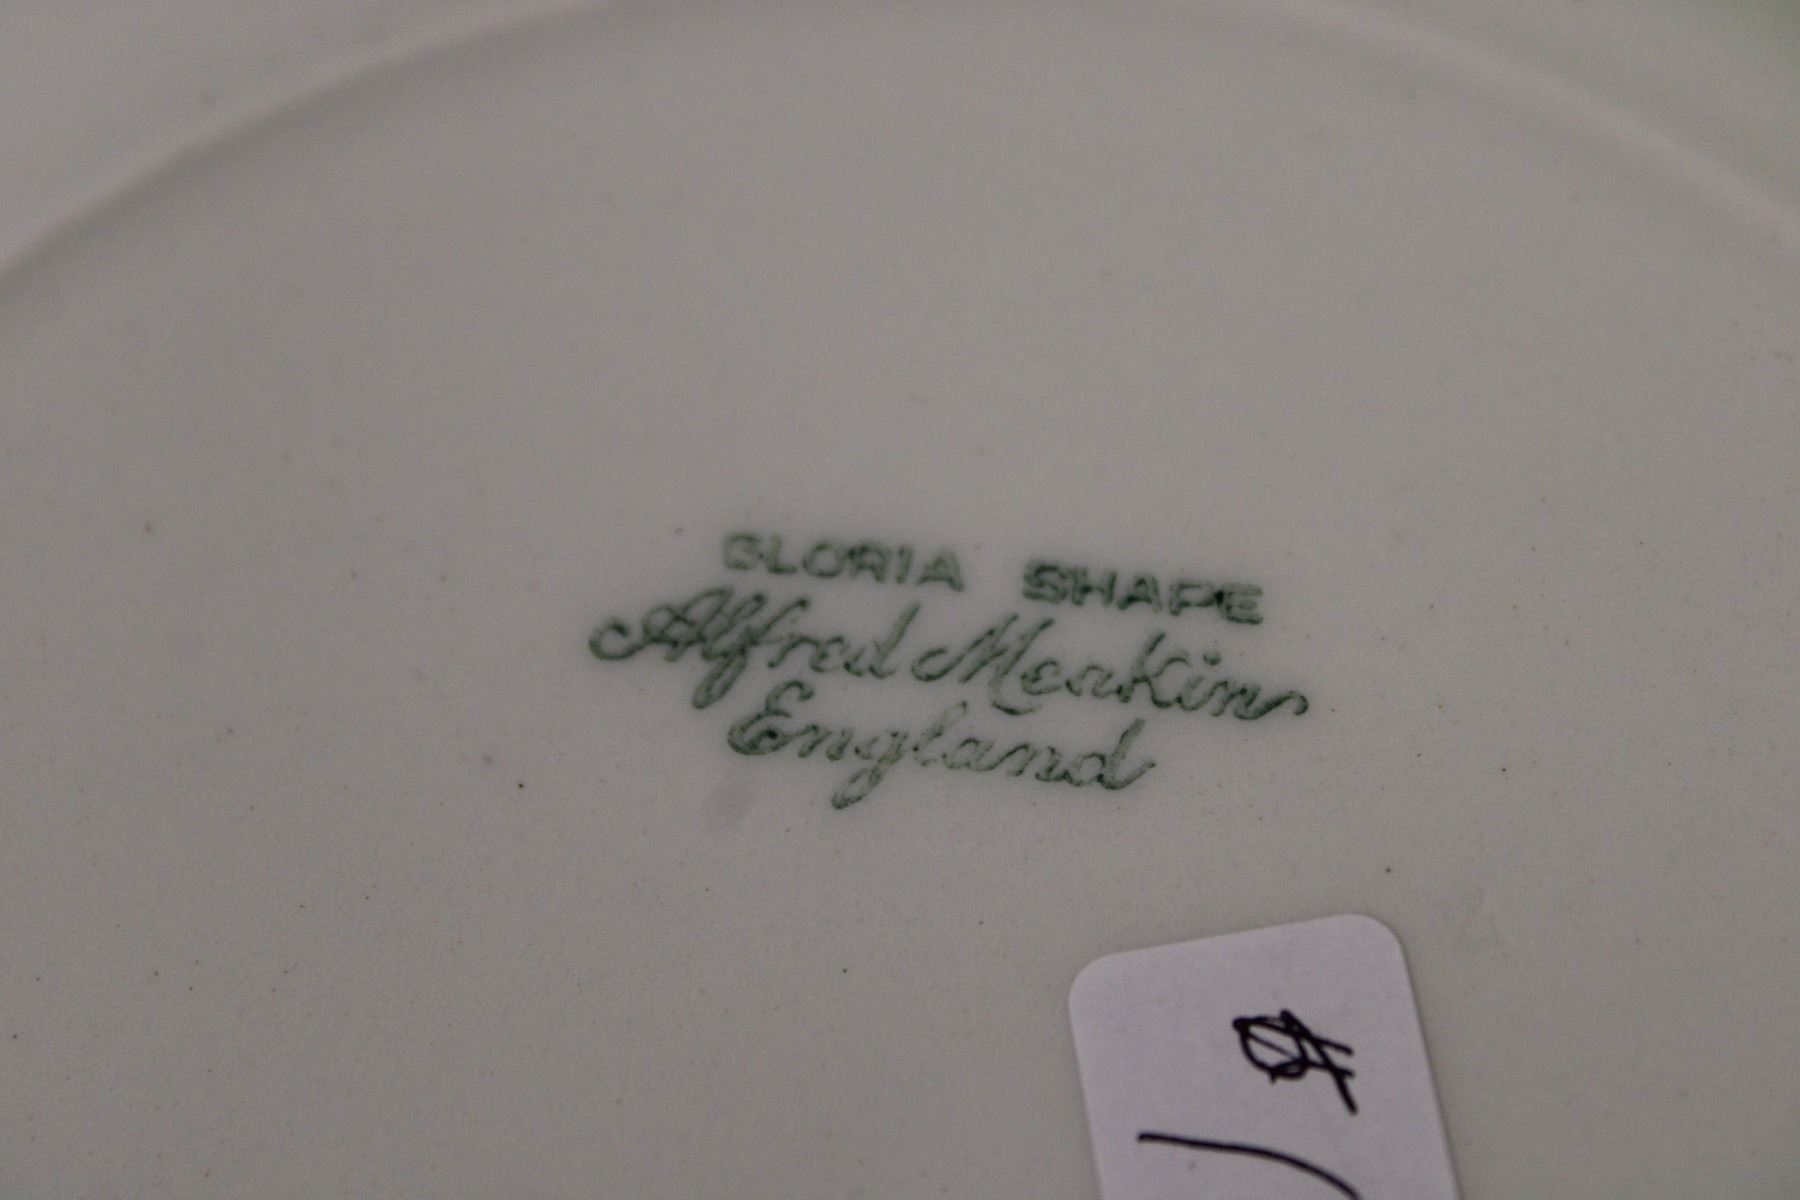 GLORIA SHAPE
Alfred Meakin
England
$